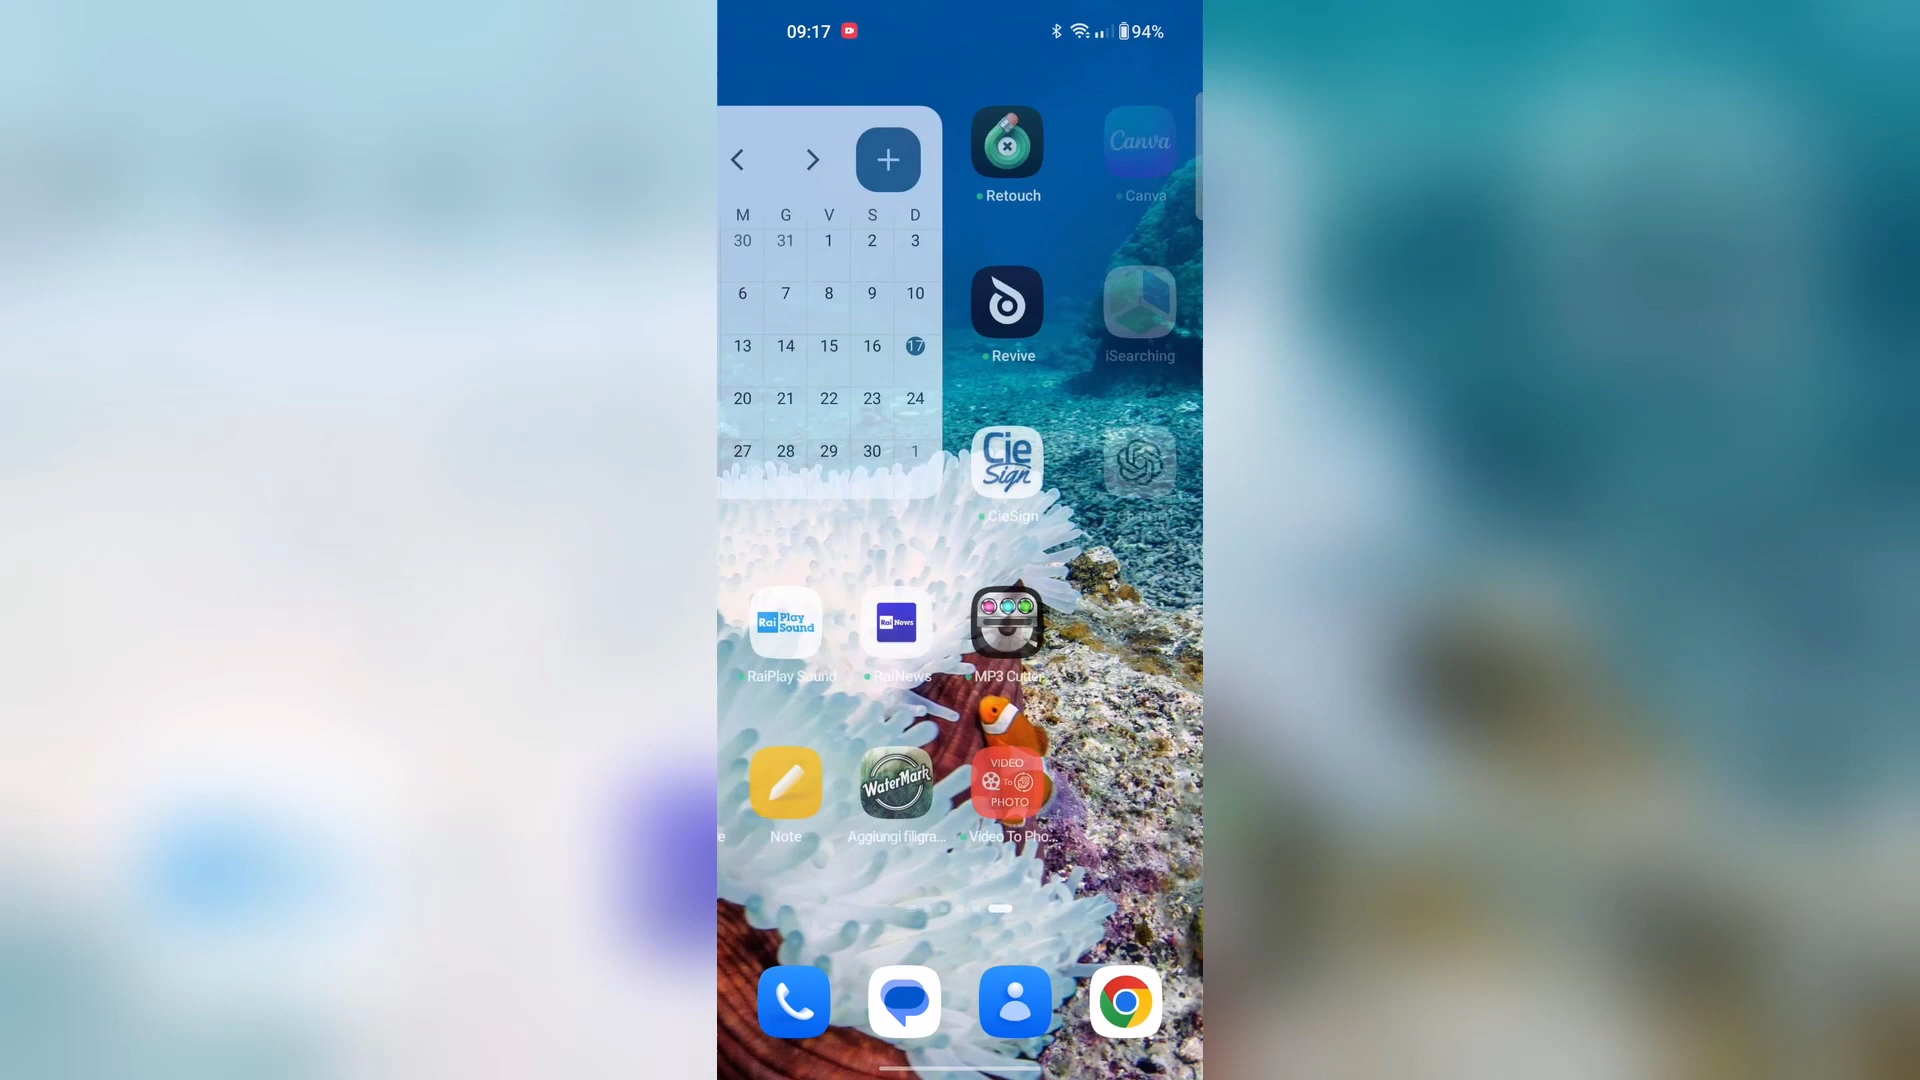 09:17
94%
M G V S D
30 31 1 2 3
6 7 8 9 10
13 14 15 16 17
20 21 22 23 24
27 28 29 30 1
Retouch
Canva
Canva
Revive
iSearching
Cie
Sign
CieSign
Rai Play
Sound
Rai News
RaiPlay Sound
RaiNews
MP3 Cutter
WaterMark
VIDEO
To
PHOTO
e
Note
Aggiungi filigra...
Video To Pho...